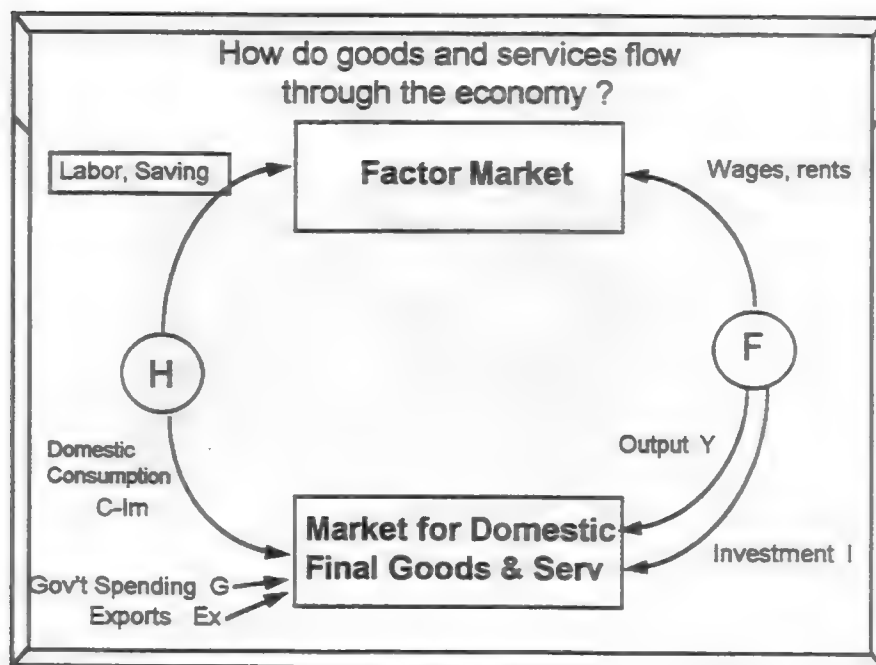 How do goods and services flow
through the economy ?
Labor, Saving
Factor Market
Wages, rents
H
F
Domestic
Consumption
C-Im
Output Y
Market for Domestic
Final Goods & Serv
Investment I
Gov't Spending G
Exports Ex